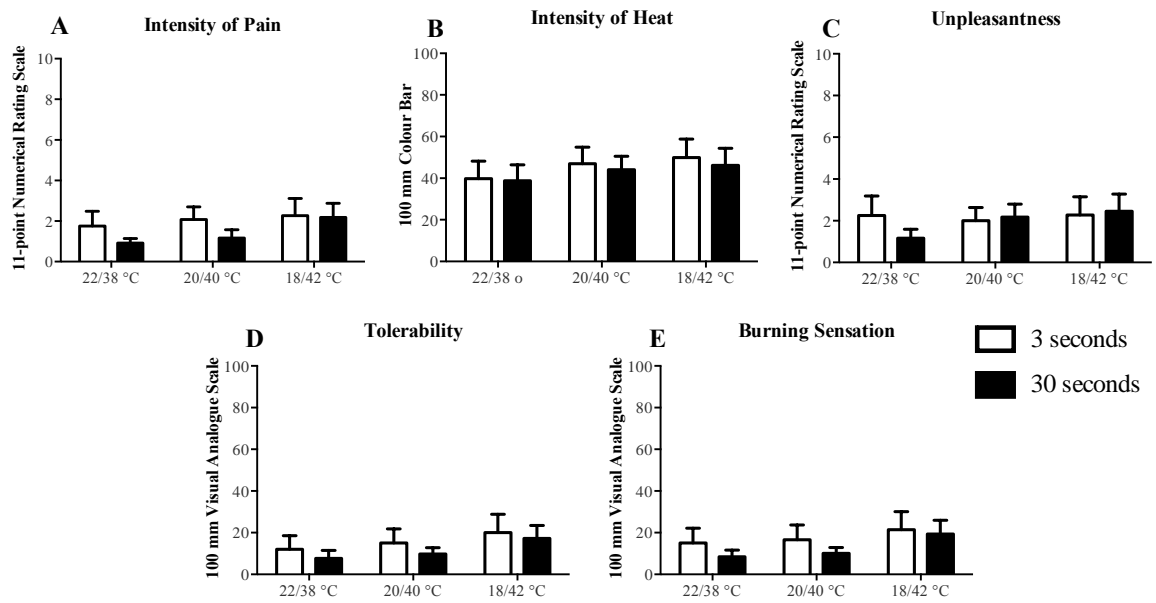 A
Intensity of Pain
11-point Numerical Rating Scale
10
8
6
4
2
0
22/38 °C
20/40 °C
18/42 °C
B
Intensity of Heat
100 mm Colour Bar
100
80
60
40
20
0
22/38 o
20/40 °C
18/42 °C
C
Unpleasantness
11-point Numerical Rating Scale
10
8
6
4
2
0
22/38 °C
20/40 °C
18/42 °C
D
Tolerability
100 mm Visual Analogue Scale
100
80
60
40
20
0
22/38 °C
20/40 °C
18/42 °C
E
Burning Sensation
100 mm Visual Analogue Scale
100
80
60
40
20
0
22/38 °C
20/40 °C
18/42 °C
3 seconds
30 seconds